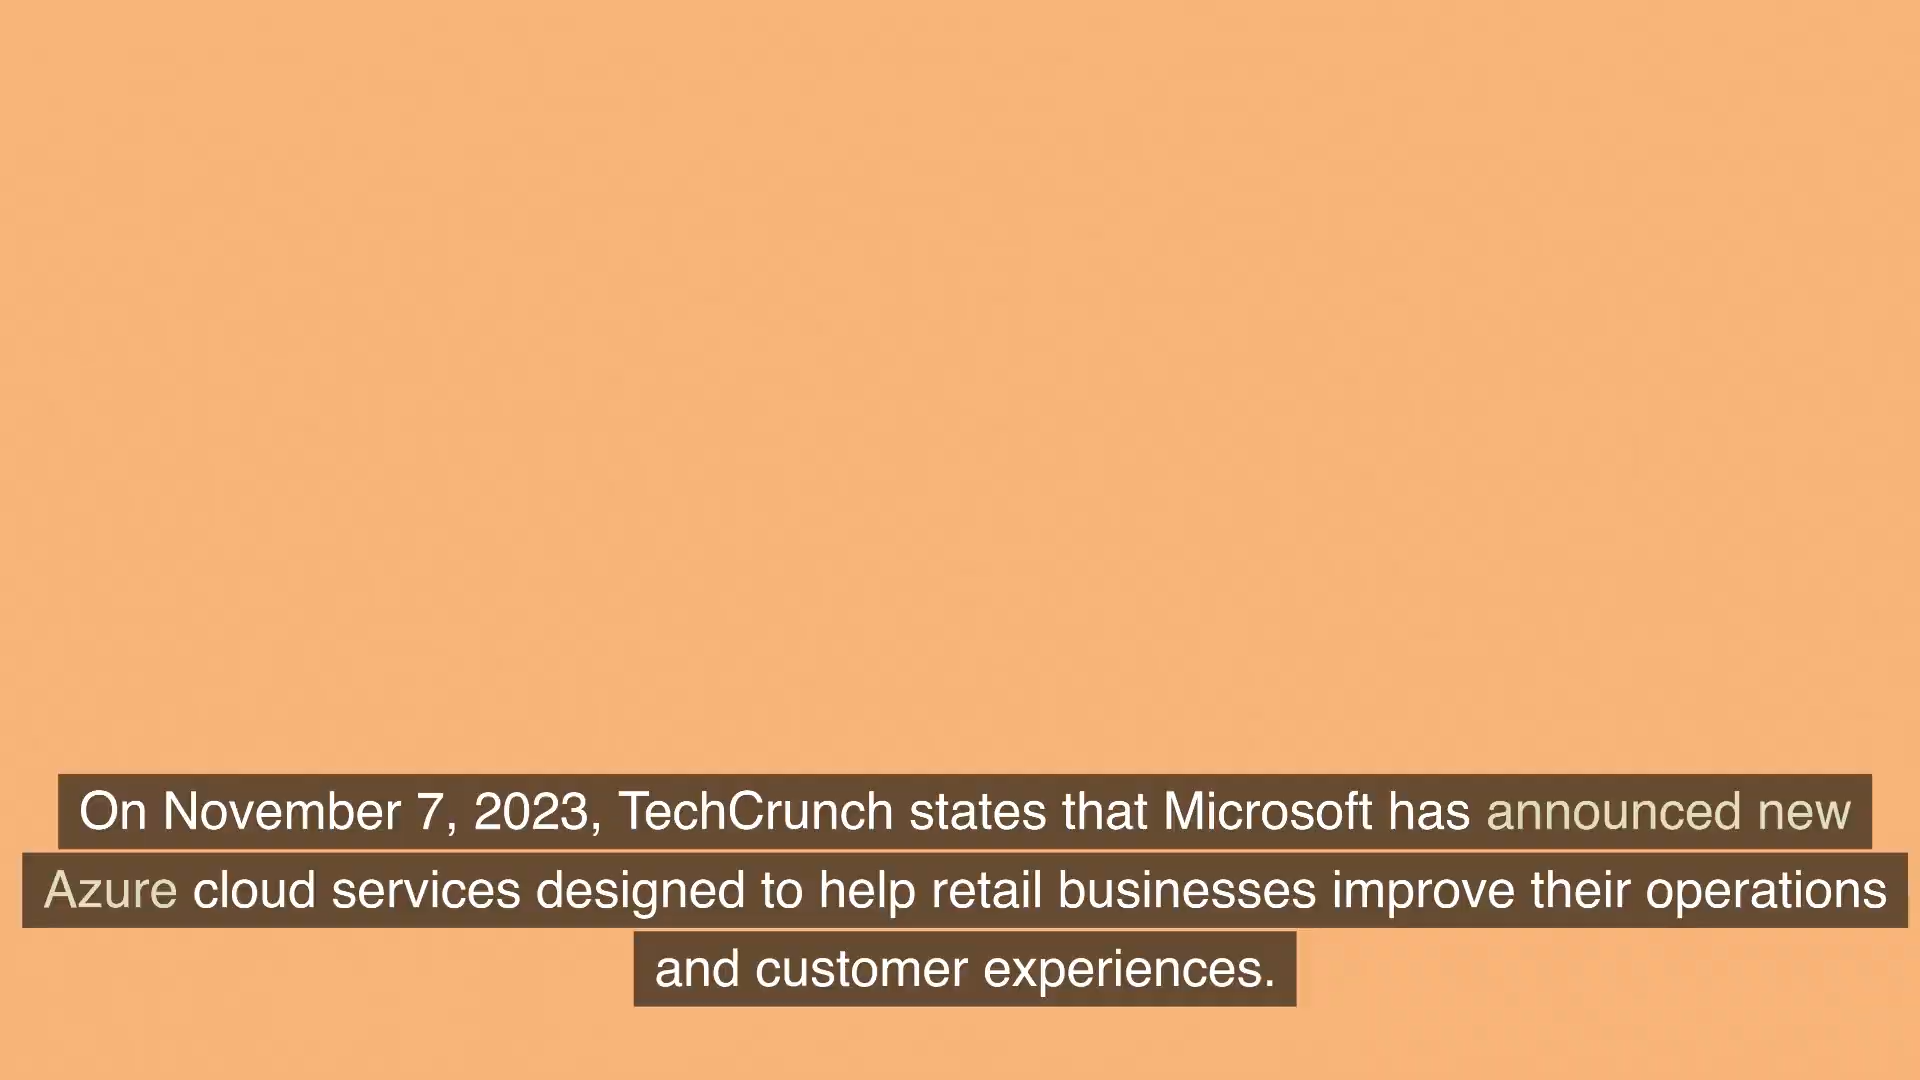 On November 7, 2023, TechCrunch states that Microsoft has announced new
Azure cloud services designed to help retail businesses improve their operations
and customer experiences.